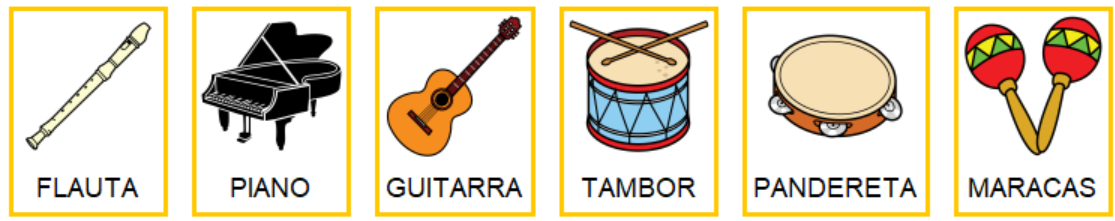 FLAUTA
PIANO
GUITARRA
TAMBOR
PANDERETA
MARACAS